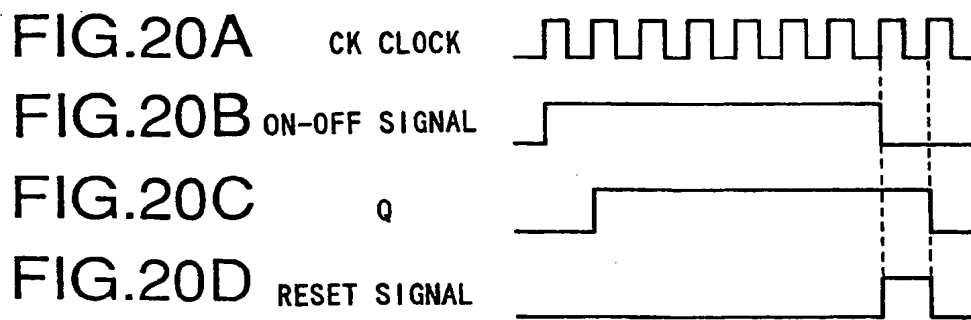 FIG.20A CK CLOCK
FIG.20B ON-OFF SIGNAL
FIG.20C Q
FIG.20D RESET SIGNAL